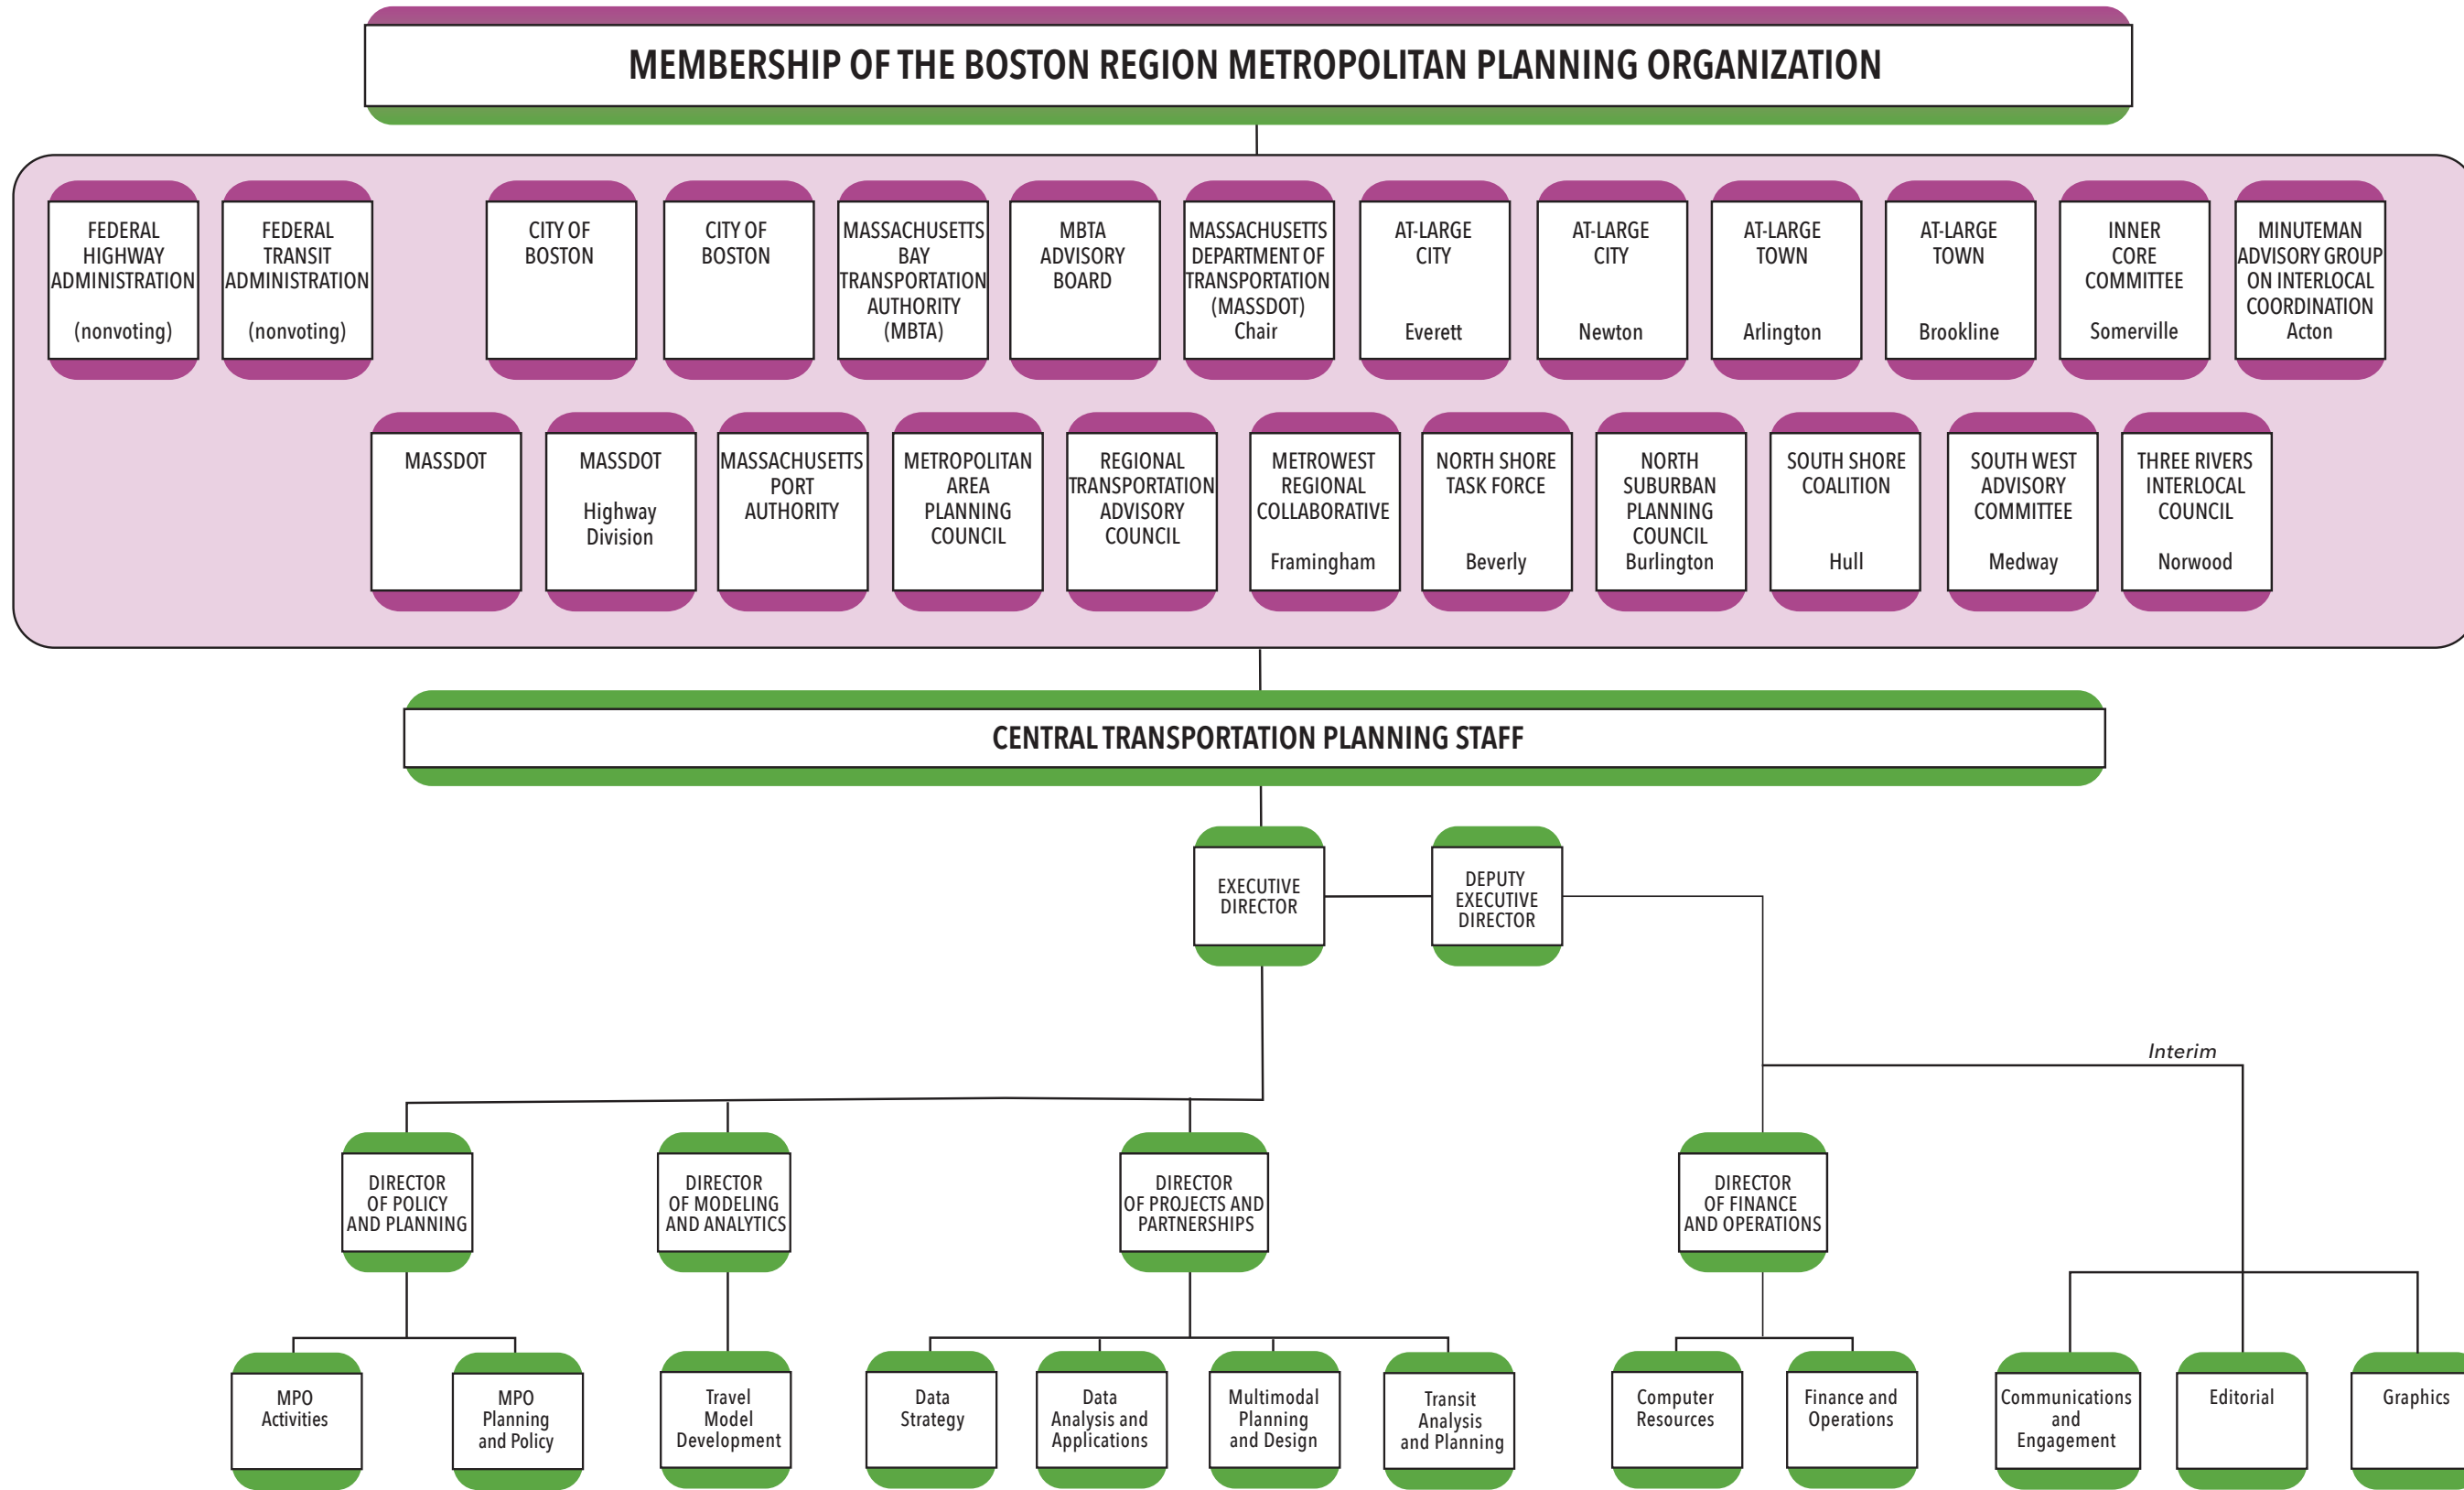 MEMBERSHIP OF THE BOSTON REGION METROPOLITAN PLANNING ORGANIZATION
FEDERAL
HIGHWAY
ADMINISTRATION
(nonvoting)
FEDERAL
TRANSIT
ADMINISTRATION
(nonvoting)
CITY OF
BOSTON
CITY OF
BOSTON
MASSACHUSETTS
BAY
TRANSPORTATION
AUTHORITY
(MBTA)
MBTA
ADVISORY
BOARD
MASSACHUSETTS
DEPARTMENT OF
TRANSPORTATION
(MASSDOT)
Chair
AT-LARGE
CITY
Everett
AT-LARGE
CITY
Newton
AT-LARGE
TOWN
Arlington
AT-LARGE
TOWN
Brookline
INNER
CORE
COMMITTEE
Somerville
MINUTEMAN
ADVISORY GROUP
ON INTERLOCAL
COORDINATION
Acton
MASSDOT
MASSDOT
Highway
Division
MASSACHUSETTS
PORT
AUTHORITY
METROPOLITAN
AREA
PLANNING
COUNCIL
REGIONAL
TRANSPORTATION
ADVISORY
COUNCIL
METROWEST
REGIONAL
COLLABORATIVE
Framingham
NORTH SHORE
TASK FORCE
Beverly
NORTH
SUBURBAN
PLANNING
COUNCIL
Burlington
SOUTH SHORE
COALITION
Hull
SOUTH WEST
ADVISORY
COMMITTEE
Medway
THREE RIVERS
INTERLOCAL
COUNCIL
Norwood
CENTRAL TRANSPORTATION PLANNING STAFF
EXECUTIVE
DIRECTOR
DEPUTY
EXECUTIVE
DIRECTOR
Interim
DIRECTOR
OF POLICY
AND PLANNING
DIRECTOR
OF MODELING
AND ANALYTICS
DIRECTOR
OF PROJECTS AND
PARTNERSHIPS
DIRECTOR
OF FINANCE
AND OPERATIONS
MPO
Activities
MPO
Planning
and Policy
Travel
Model
Development
Data
Strategy
Data
Analysis and
Applications
Multimodal
Planning
and Design
Transit
Analysis
and Planning
Computer
Resources
Finance and
Operations
Communications
and
Engagement
Editorial
Graphics